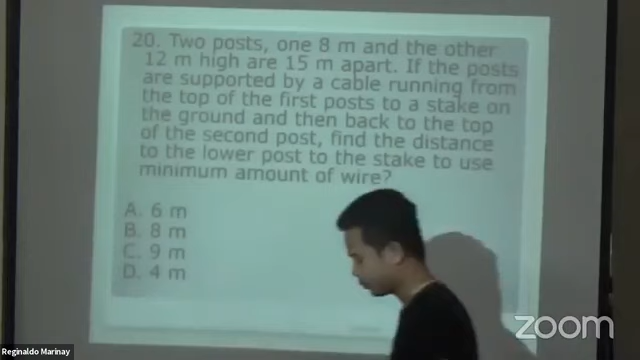 20. Two posts, one 8 m and the other
12 m high are 15 m apart. If the posts
are supported by a cable running from
the top of the first posts to a stake on
the ground and then back to the top
of the second post, find the distance
to the lower post to the stake to use
minimum amount of wire?
A. 6 m
B. 8 m
C. 9 m
D. 4 m
zoom
Reginaldo Marinay